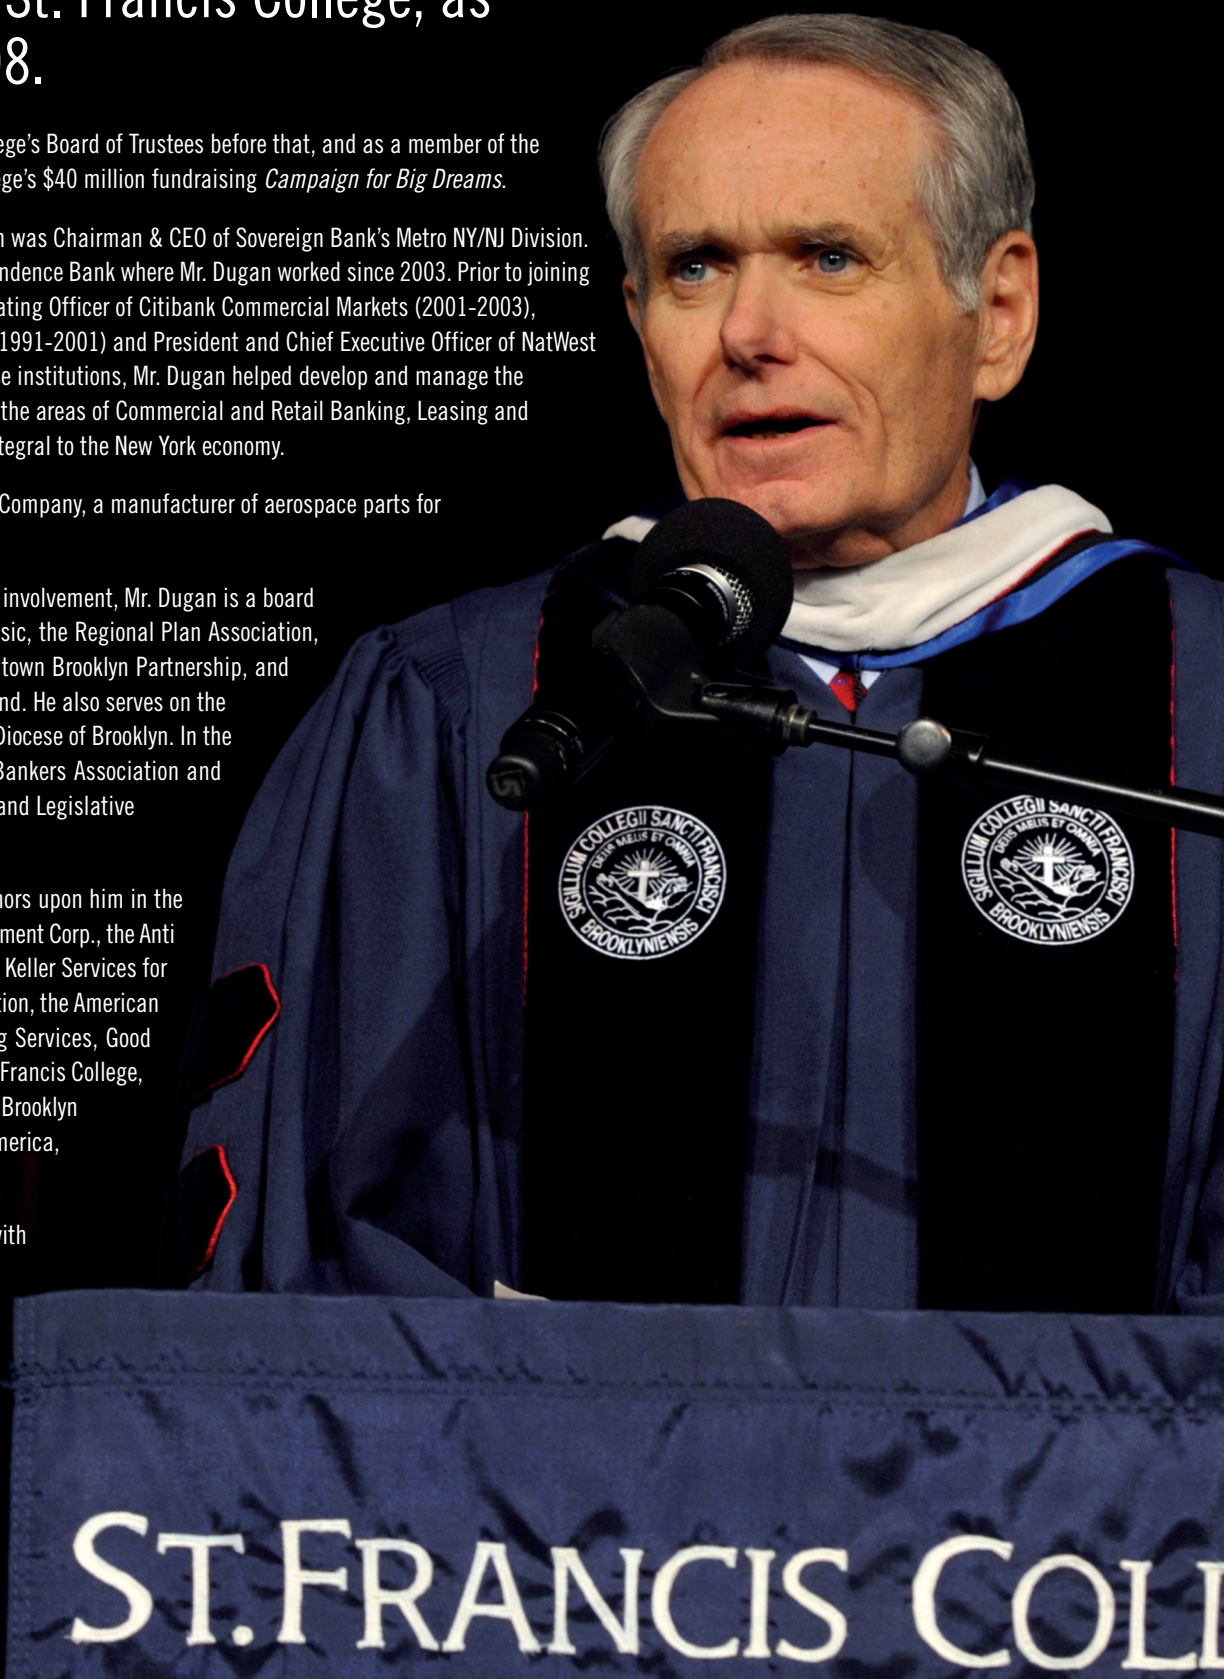 St. Francis College, as
8.
ege's Board of Trustees before that, and as a member of the
ge's $40 million fundraising Campaign for Big Dreams.
n was Chairman & CEO of Sovereign Bank's Metro NY/NJ Division.
ndence Bank where Mr. Dugan worked since 2003. Prior to joining
ating Officer of Citibank Commercial Markets (2001-2003),
1991-2001) and President and Chief Executive Officer of NatWest
e institutions, Mr. Dugan helped develop and manage the
the areas of Commercial and Retail Banking, Leasing and
tegral to the New York economy.
Company, a manufacturer of aerospace parts for
involvement, Mr. Dugan is a board
sic, the Regional Plan Association,
town Brooklyn Partnership, and
nd. He also serves on the
Diocese of Brooklyn. In the
Bankers Association and
and Legislative
nors upon him in the
ment Corp., the Anti
Keller Services for
tion, the American
g Services, Good
Francis College,
Brooklyn
merica,
vith
SIGILLUM COLLEGII SANCTI FRANCISCI
BROOKLYNIENSIS
DEUS MEUS ET OMNIA
SIGILLUM COLLEGII SANCTI FRANCISCI
BROOKLYNIENSIS
DEUS MEUS ET OMNIA
ST. FRANCIS COLL